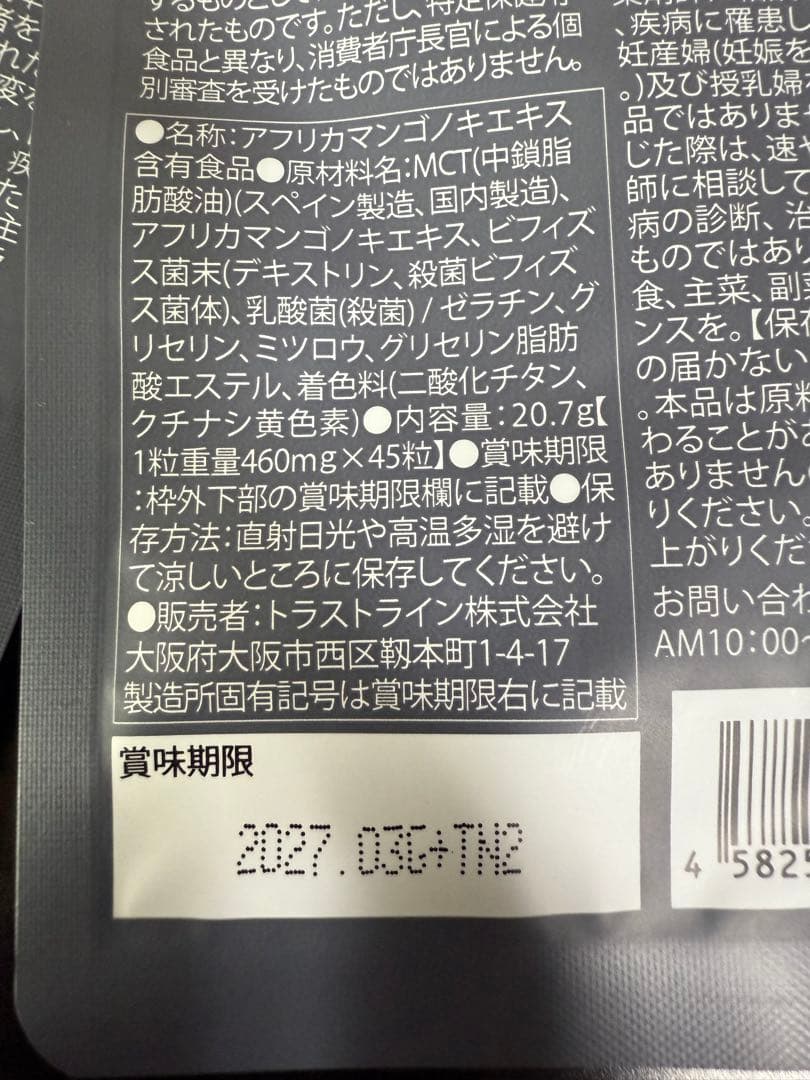 するものとして
されたものです。ただし、特定保健用
食品と異なり、消費者庁長官による個
別審査を受けたものではありません。
●名称：アフリカマンゴノキエキス
含有食品●原材料名：MCT(中鎖脂
肪酸油)(スペイン製造、国内製造)、
アフリカマンゴノキエキス、ビフィズ
ス菌末(デキストリン、殺菌ビフィズ
ス菌体)、乳酸菌(殺菌) / ゼラチン、グ
リセリン、ミツロウ、グリセリン脂肪
酸エステル、着色料(二酸化チタン、
クチナシ黄色素)●内容量：20.7g【
1粒重量460mg×45粒】●賞味期限
：枠外下部の賞味期限欄に記載●保
存方法：直射日光や高温多湿を避け
て涼しいところに保存してください。
●販売者：トラストライン株式会社
大阪府大阪市西区靱本町1-4-17
製造所固有記号は賞味期限右に記載
賞味期限
2027.03G+TN2
、疾病に罹患し
妊産婦(妊娠を
。)及び授乳婦
品ではありま
じた際は、速や
師に相談して
病の診断、治
ものではあり
食、主菜、副菜
ンスを。【保存
の届かない
。本品は原料
わることがあ
ありません
りください
上がりくだ
お問い合わ
AM10：00-
4 5825